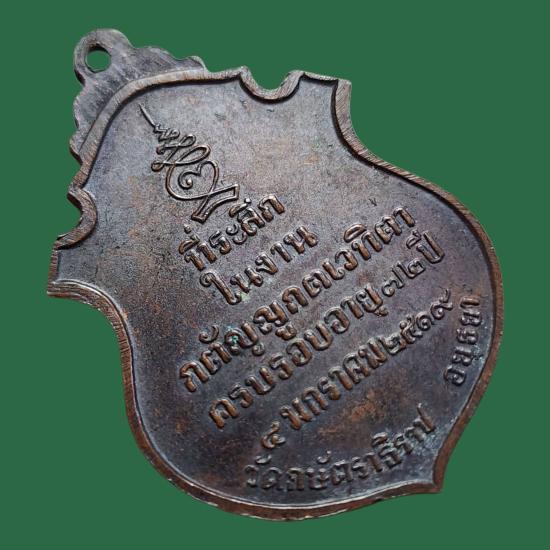 ที่ระลึก
ในงาน
กตัญญูกตเวทิตา
ครบรอบอายุ ๗๒ ปี
๔ มกราคม ๒๕๑๙
วัดกษัตราธิราช อยุธยา